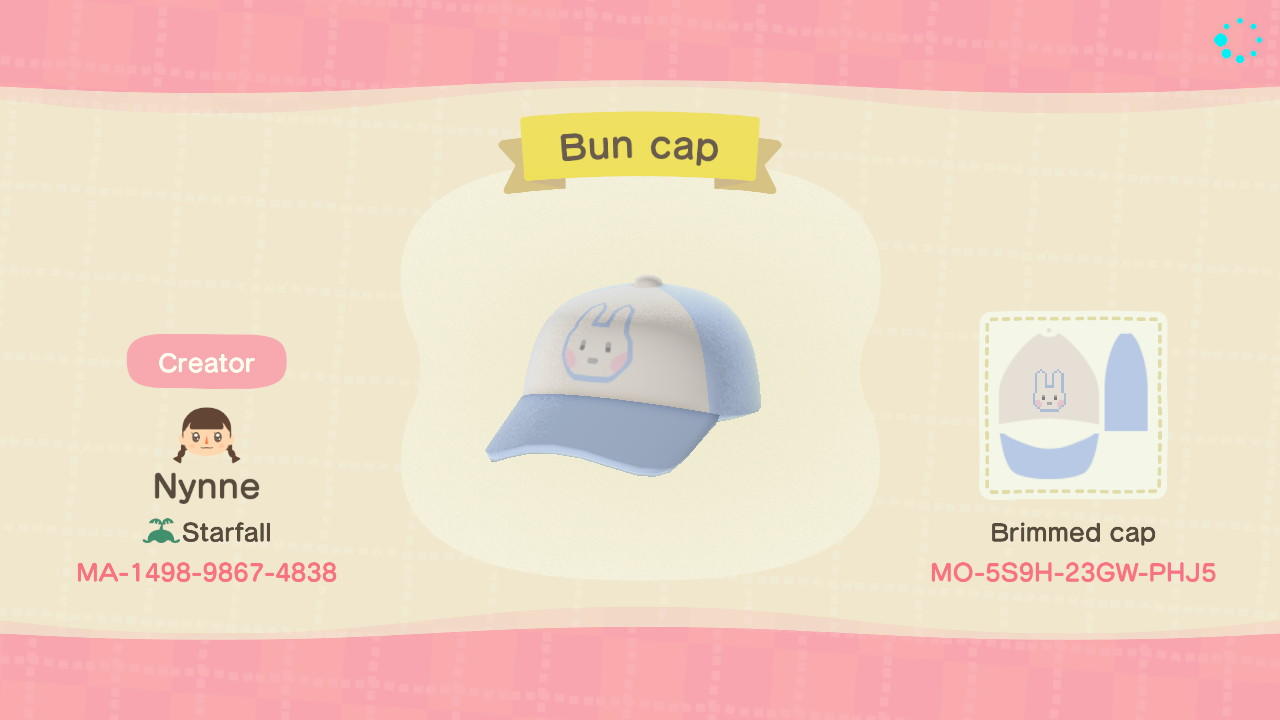 Bun cap
Creator
Nynne
Starfall
MA-1498-9867-4838
Brimmed cap
MO-5S9H-23GW-PHJ5